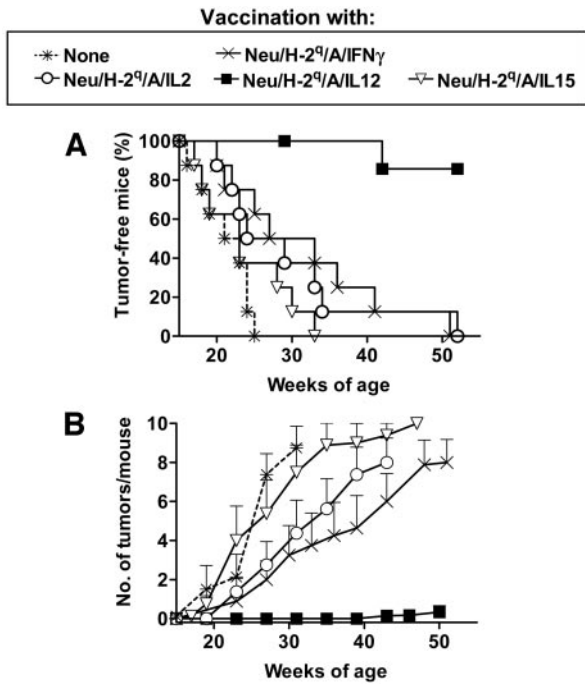 Vaccination with:
None Neu/H-2q/A/IFNγ
Neu/H-2q/A/IL2 Neu/H-2q/A/IL12 Neu/H-2q/A/IL15
A
Tumor-free mice (%)
100
80
60
40
20
0
20 30 40 50
Weeks of age
B
No. of tumors/mouse
10
8
6
4
2
0
20 30 40 50
Weeks of age